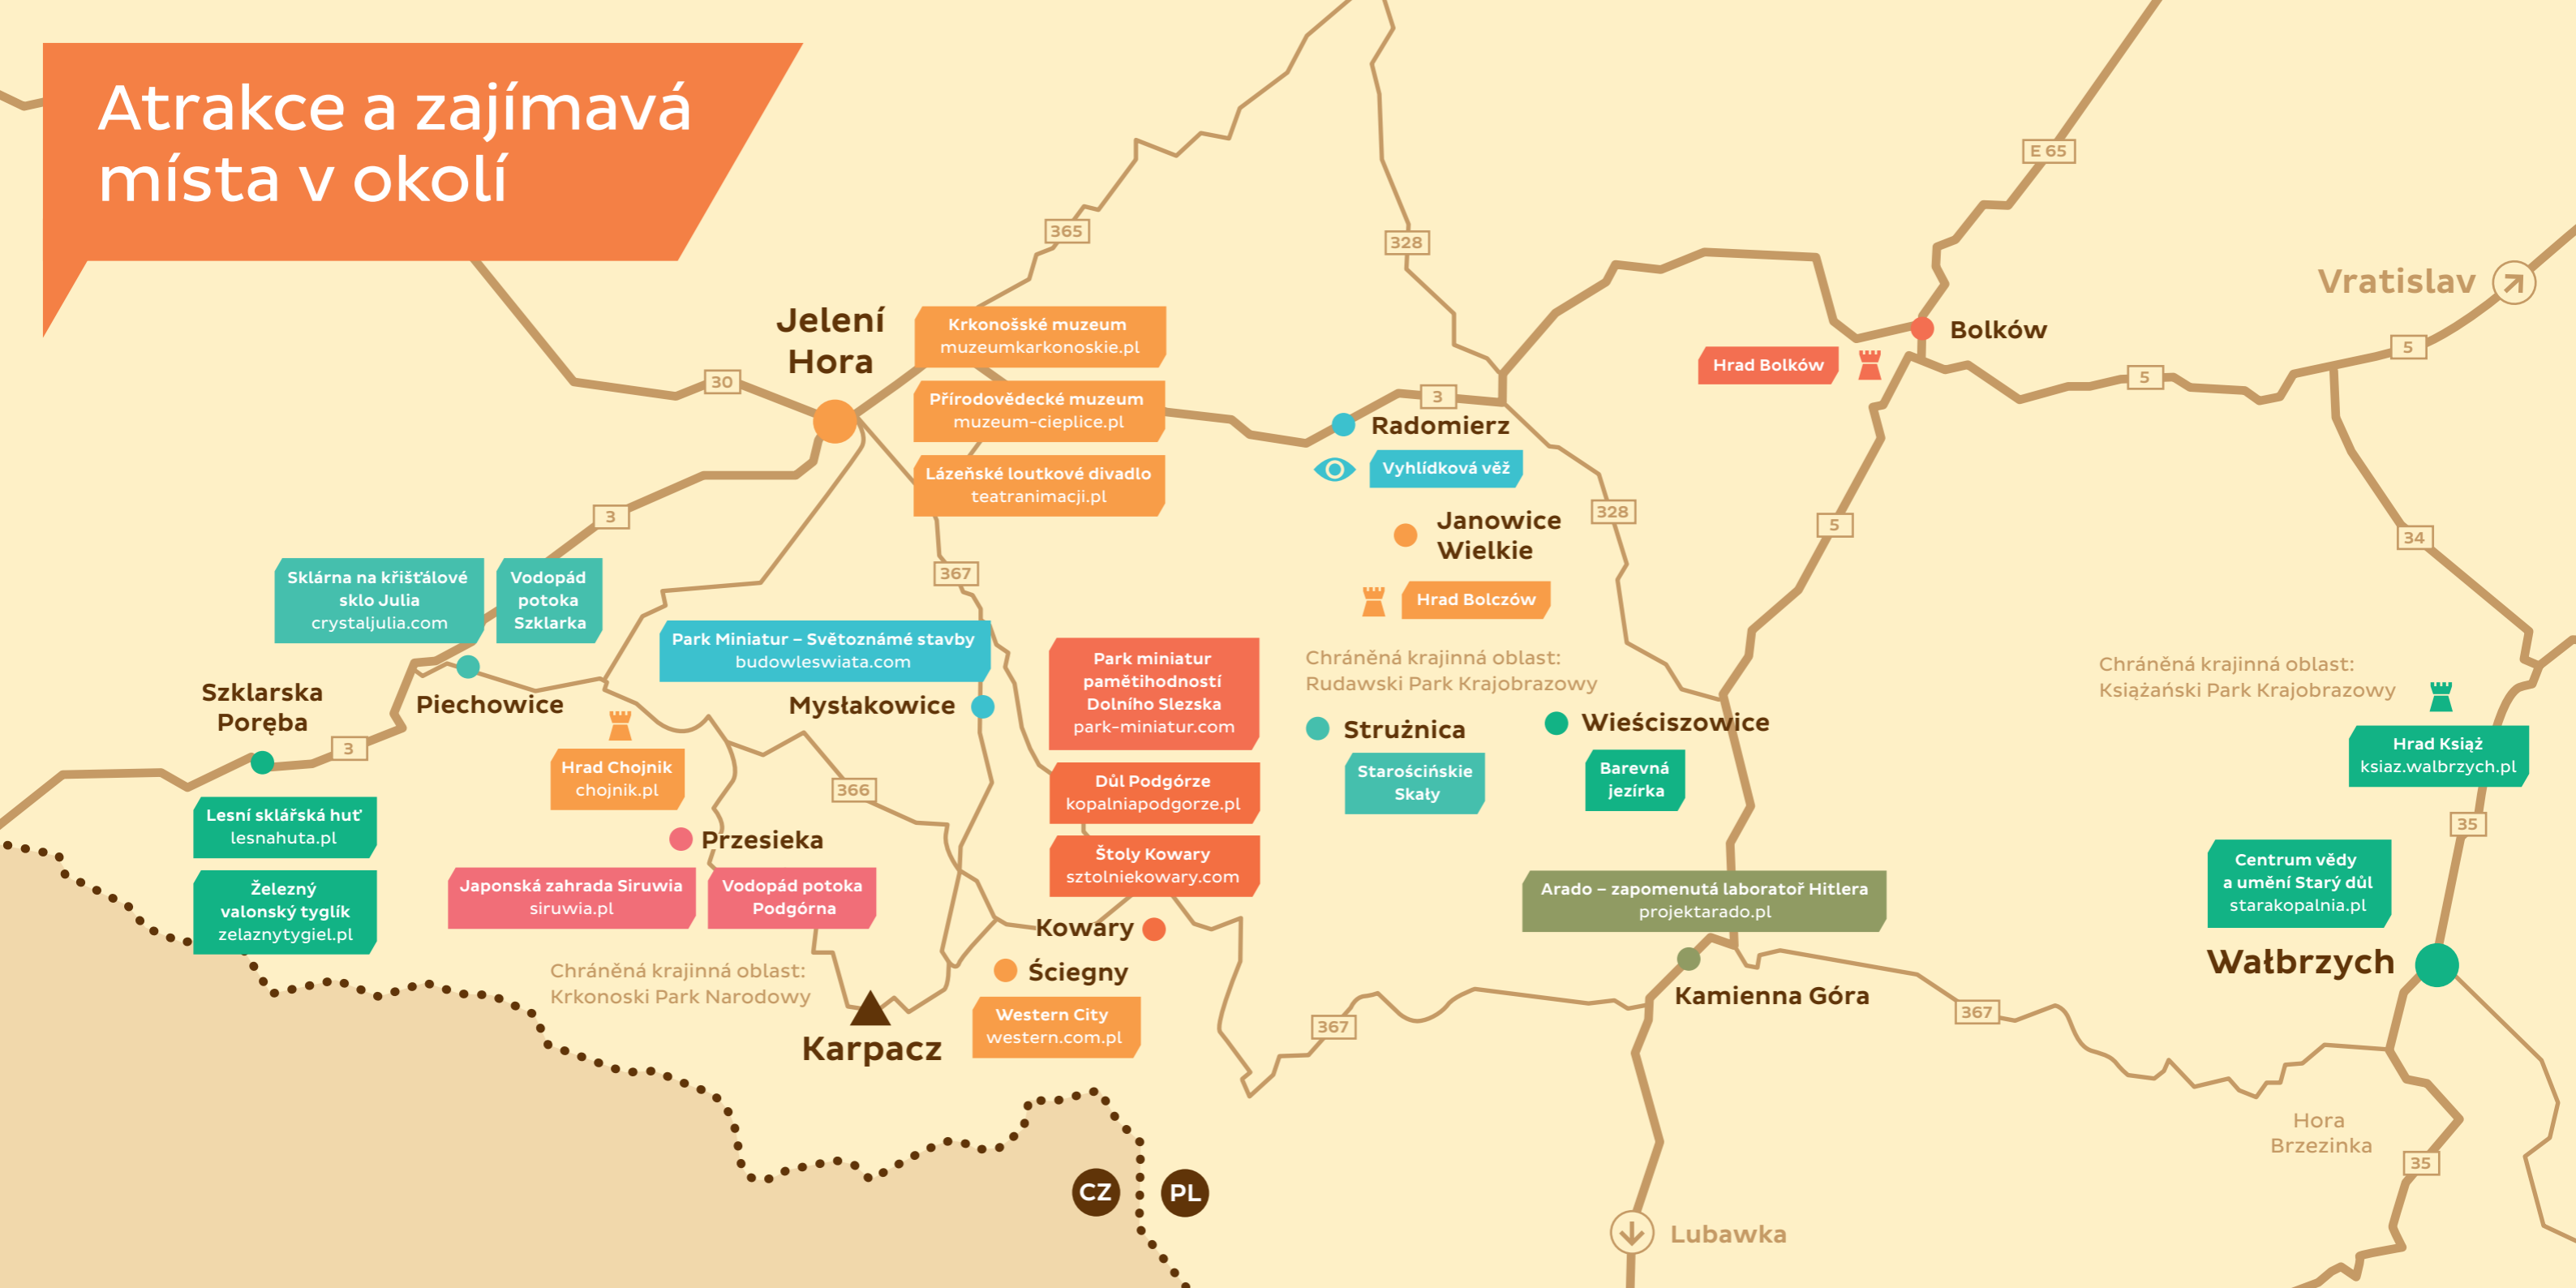 Atrakce a zajímavá
místa v okolí
E 65
365
328
Vratislav
Jelení
Hora
Krkonošské muzeum
muzeumkarkonoskie.pl
Bolków
5
Hrad Bolków
30
Přírodovědecké muzeum
muzeum-cieplice.pl
3
5
Radomierz
Vyhlídková věž
Lázeňské loutkové divadlo
teatranimacji.pl
3
Janowice
Wielkie
328
5
34
367
Sklárna na křišťálové
sklo Julia
crystaljulia.com
Vodopád
potoka
Szklarka
Hrad Bolczów
Park Miniatur – Světoznámé stavby
budowleswiata.com
Park miniatur
pamětihodností
Dolního Slezska
park-miniatur.com
Chráněná krajinná oblast:
Rudawski Park Krajobrazowy
Chráněná krajinná oblast:
Książański Park Krajobrazowy
Szklarska
Poręba
Piechowice
Mysłakowice
Strużnica
Wieściszowice
3
Hrad Chojnik
chojnik.pl
366
Důl Podgórze
kopalniapodgorze.pl
Starościńskie
Skały
Barevná
jezírka
Hrad Książ
ksiaz.walbrzych.pl
35
Lesní sklářská huť
lesnahuta.pl
Przesieka
Štoly Kowary
sztolniekowary.com
Železný
valonský tyglík
zelaznytygiel.pl
Japonská zahrada Siruwia
siruwia.pl
Vodopád potoka
Podgórna
Arado – zapomenutá laboratoř Hitlera
projektarado.pl
Centrum vědy
a umění Starý důl
starakopalnia.pl
Kowary
Wałbrzych
Chráněná krajinná oblast:
Krkonoski Park Narodowy
Ściegny
Kamienna Góra
Western City
western.com.pl
367
367
Karpacz
Hora
Brzezinka
35
CZ
PL
Lubawka